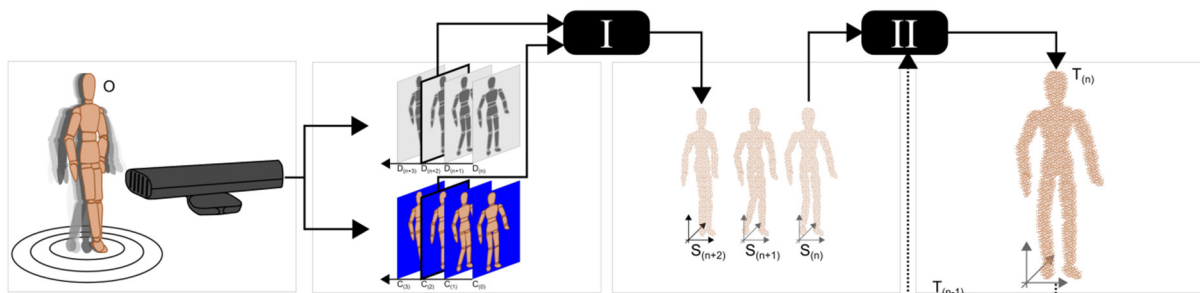 O
D(n+3) D(n+2) D(n+1) D(n)
C(3) C(2) C(1) C(0)
I
S(n+2) S(n+1) S(n)
II
T(n)
T(n-1)